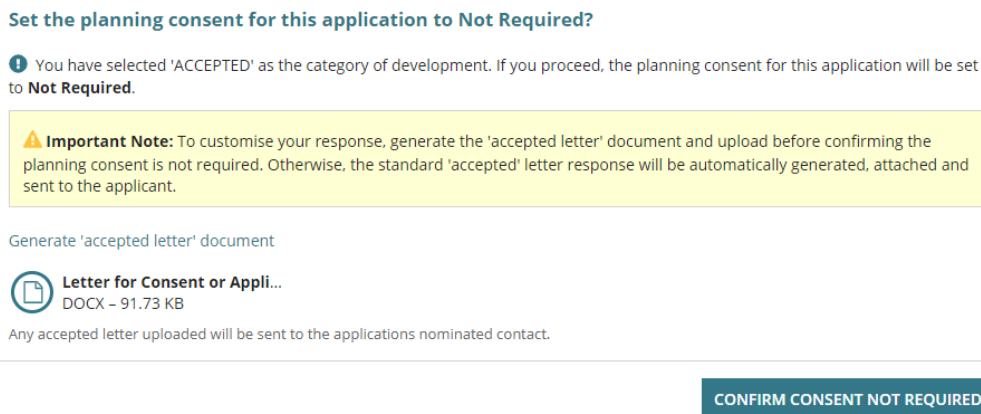 Set the planning consent for this application to Not Required?
You have selected 'ACCEPTED' as the category of development. If you proceed, the planning consent for this application will be set
to Not Required.
Important Note: To customise your response, generate the 'accepted letter' document and upload before confirming the
planning consent is not required. Otherwise, the standard 'accepted' letter response will be automatically generated, attached and
sent to the applicant.
Generate 'accepted letter' document
Letter for Consent or Appli...
DOCX – 91.73 KB
Any accepted letter uploaded will be sent to the applications nominated contact.
CONFIRM CONSENT NOT REQUIRED